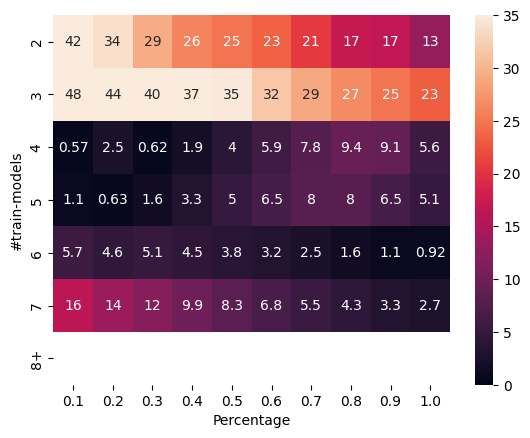 2 42 34 29 26 25 23 21 17 17 13
3 48 44 40 37 35 32 29 27 25 23
4 0.57 2.5 0.62 1.9 4 5.9 7.8 9.4 9.1 5.6
5 1.1 0.63 1.6 3.3 5 6.5 8 8 6.5 5.1
6 5.7 4.6 5.1 4.5 3.8 3.2 2.5 1.6 1.1 0.92
7 16 14 12 9.9 8.3 6.8 5.5 4.3 3.3 2.7
8+
#train-models
0.1 0.2 0.3 0.4 0.5 0.6 0.7 0.8 0.9 1.0
Percentage
35
30
25
20
15
10
5
0